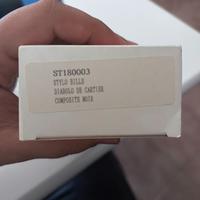 ST180003
STYLO BILLE
DIABOLO DE CARTIER
COMPOSITE NOIR